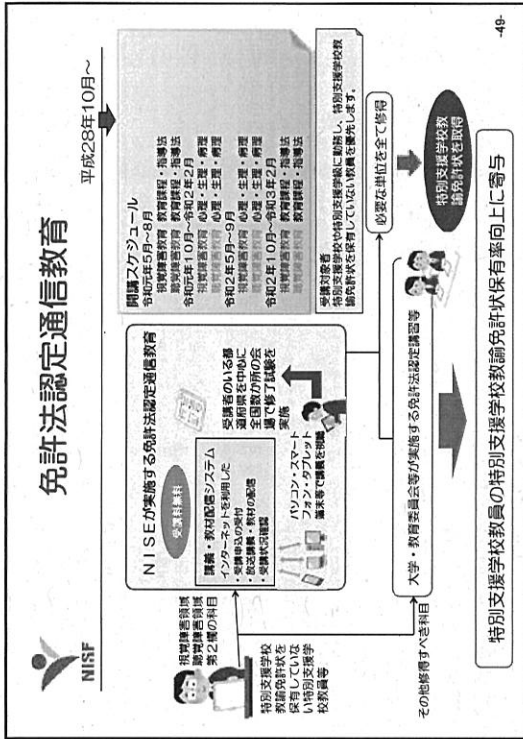 NISE
免許法認定通信教育
平成28年10月～
視覚障害領域
聴覚障害領域
第2欄の科目
特別支援学校
教諭免許状を
保有していな
い特別支援学
校教員等
その他修得すべき科目
NISEが実施する免許法認定通信教育
受講料無料
講義・教材配信システム
インターネットを利用した
・受講申込の受付
・放送講義・教材の配信
・受講状況確認
受講者のいる都
道府県を中心に
全国数か所の会
場で修了試験を
実施
パソコン・スマート
フォン・タブレット
端末等で講義を視聴
大学・教育委員会等が実施する免許法認定講習等
開講スケジュール
令和元年5月～8月
視覚障害教育 教育課程・指導法
聴覚障害教育 教育課程・指導法
令和元年10月～令和2年2月
視覚障害教育 心理・生理・病理
聴覚障害教育 心理・生理・病理
令和2年5月～9月
視覚障害教育 心理・生理・病理
聴覚障害教育 心理・生理・病理
令和2年10月～令和3年2月
視覚障害教育 教育課程・指導法
聴覚障害教育 教育課程・指導法
受講対象者
特別支援学校や特別支援学級に勤務し、特別支援学校教
諭免許状を保有していない教員を優先します。
必要な単位を全て修得
特別支援学校教
諭免許状を取得
特別支援学校教員の特別支援学校教諭免許状保有率向上に寄与
-49-